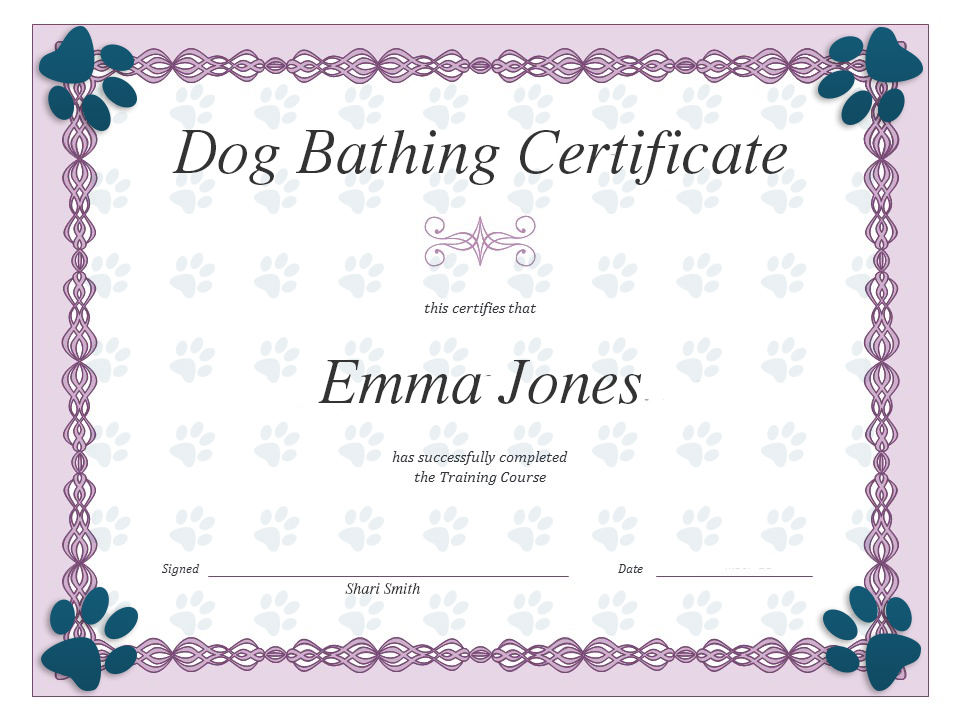 Dog Bathing Certificate
this certifies that
Emma Jones
has successfully completed
the Training Course
Signed
Date
Shari Smith